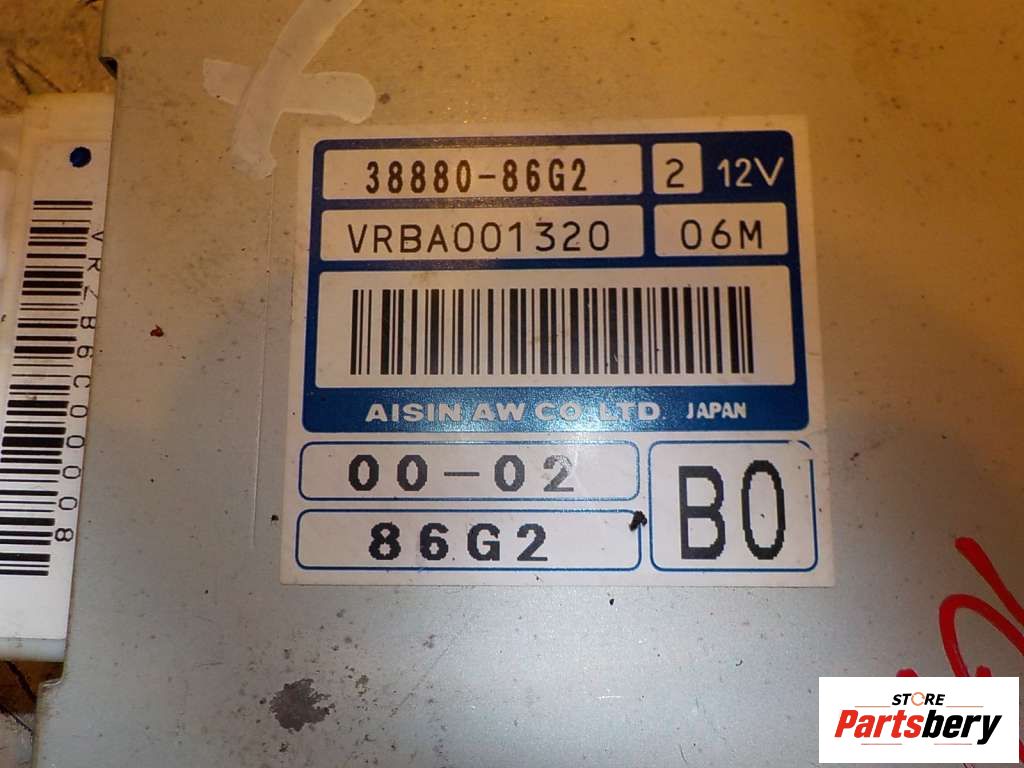 38880-86G2
2
12V
VRBA001320
06M
AISIN AW CO LTD JAPAN
00-02
86G2
B0
STORE
Partsbery